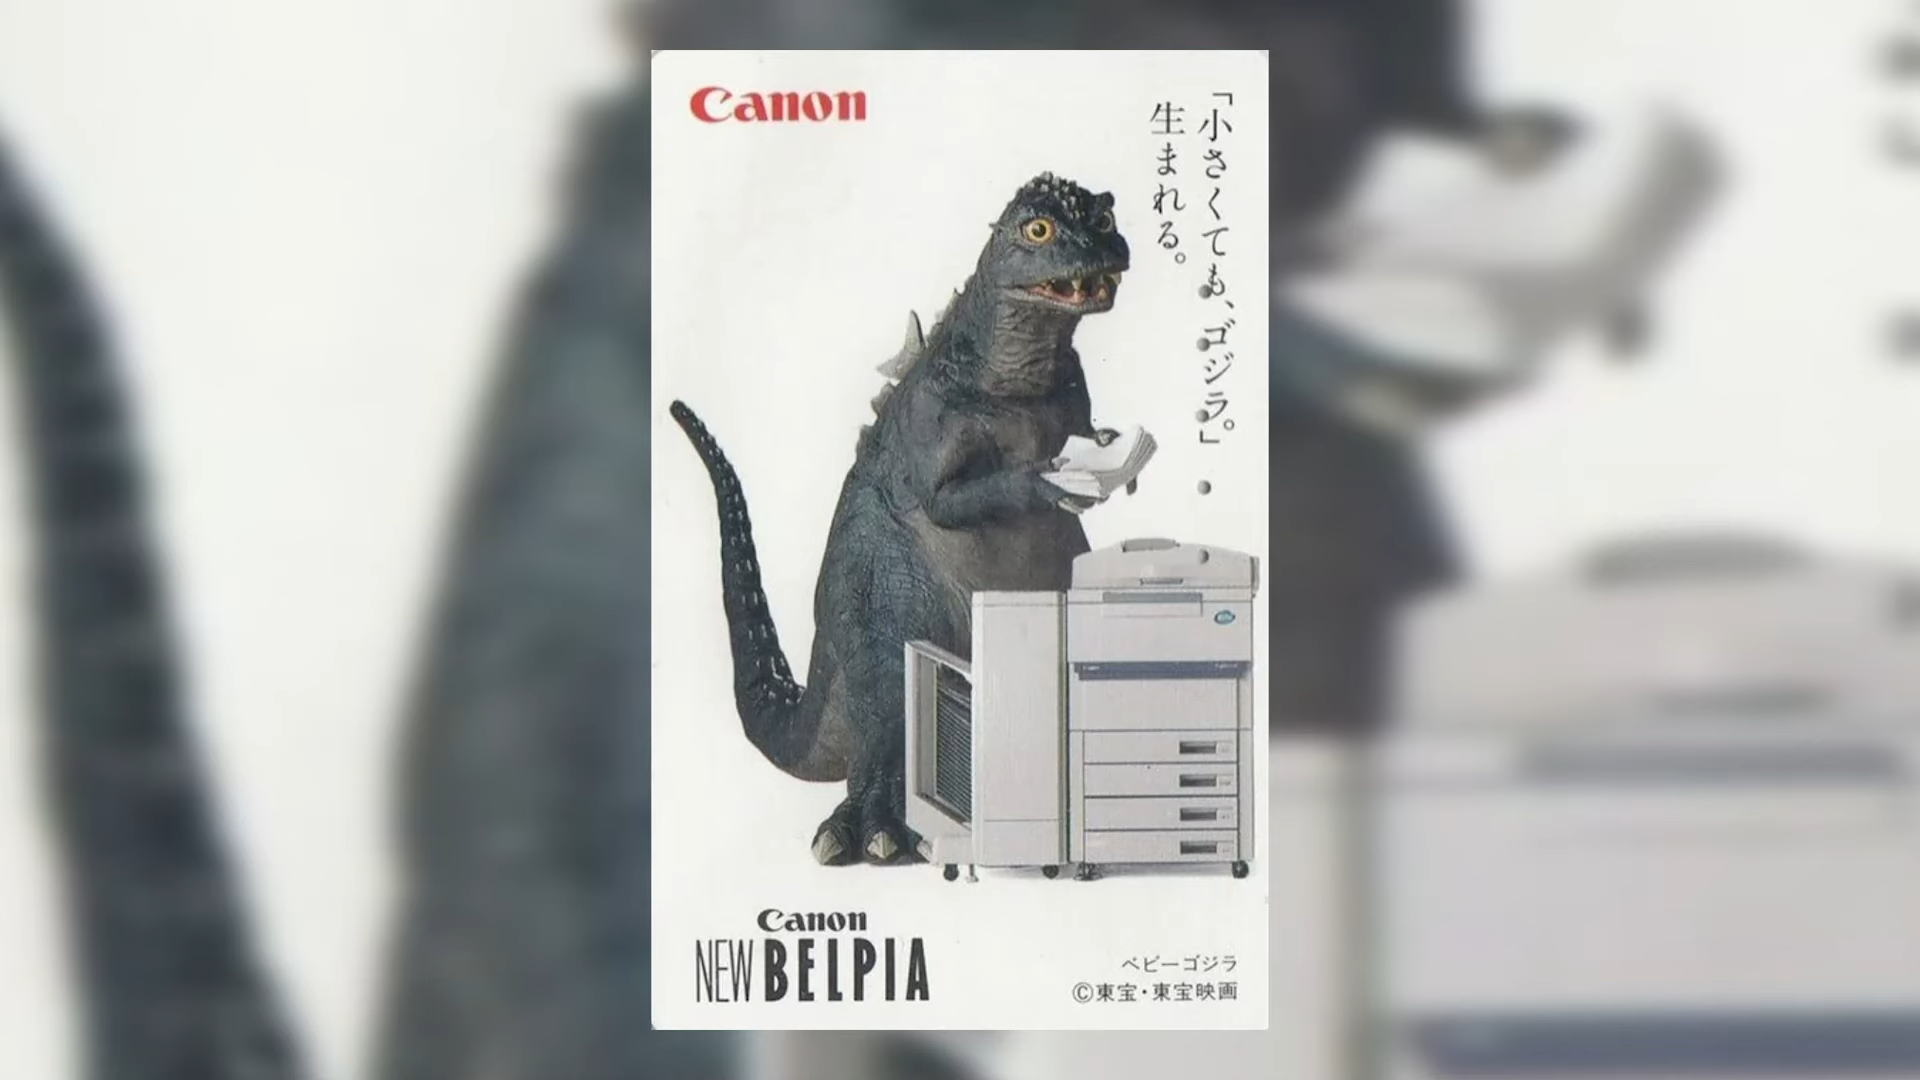 Canon
「小さくても、ゴジラ。」
生まれる。
Canon
NEW BELPIA
ベビーゴジラ
©東宝・東宝映画